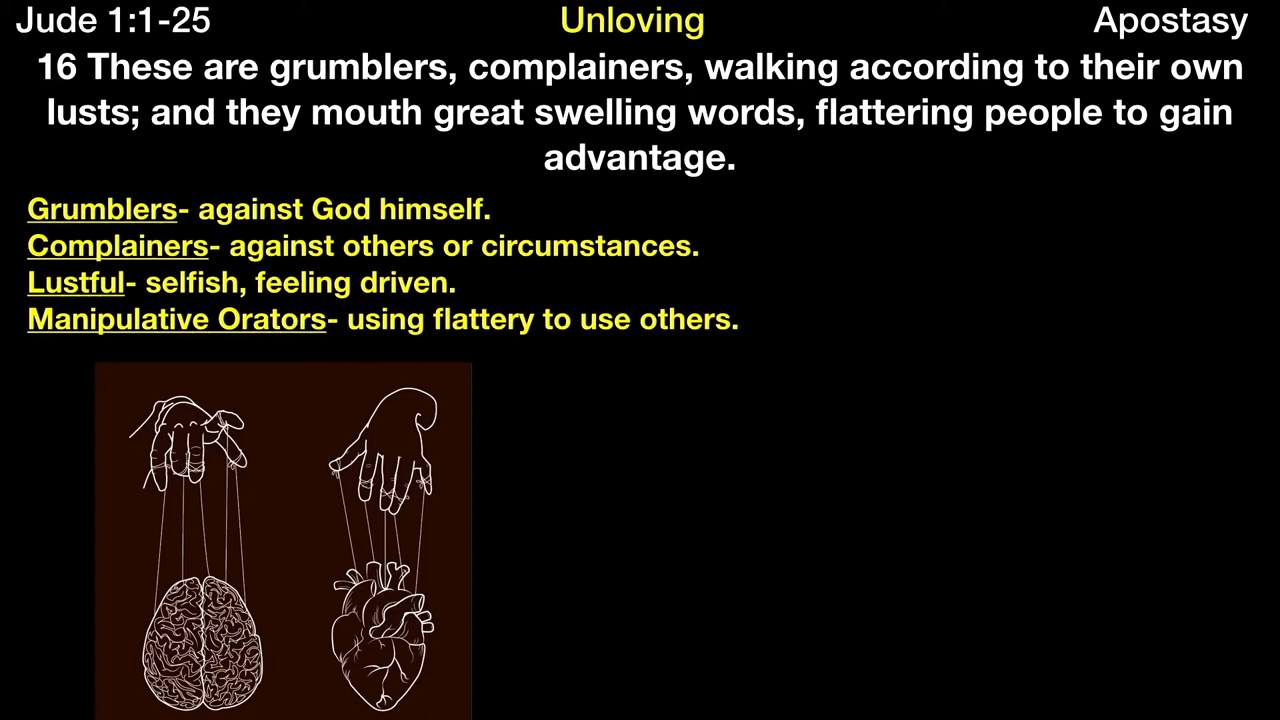 Jude 1:1-25 Unloving Apostasy
16 These are grumblers, complainers, walking according to their own
lusts; and they mouth great swelling words, flattering people to gain
advantage.
Grumblers- against God himself.
Complainers- against others or circumstances.
Lustful- selfish, feeling driven.
Manipulative Orators- using flattery to use others.